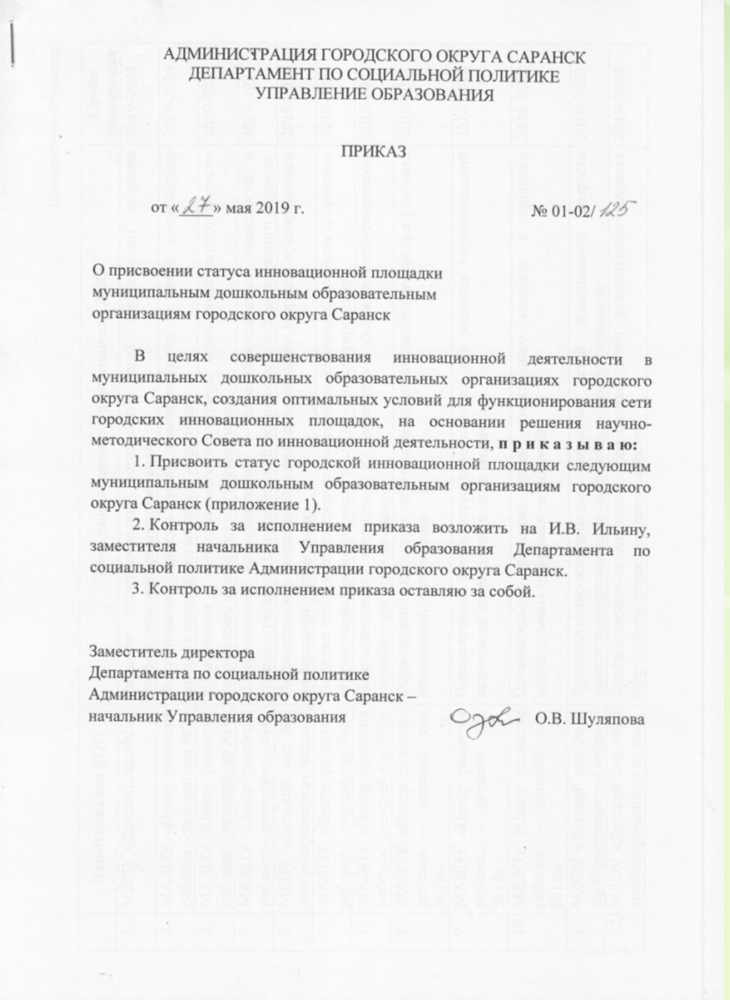 АДМИНИСТРАЦИЯ ГОРОДСКОГО ОКРУГА САРАНСК
ДЕПАРТАМЕНТ ПО СОЦИАЛЬНОЙ ПОЛИТИКЕ
УПРАВЛЕНИЕ ОБРАЗОВАНИЯ
ПРИКАЗ
от «27» мая 2019 г. № 01-02/125
О присвоении статуса инновационной площадки
муниципальным дошкольным образовательным
организациям городского округа Саранск
В целях совершенствования инновационной деятельности в
муниципальных дошкольных образовательных организациях городского
округа Саранск, создания оптимальных условий для функционирования сети
городских инновационных площадок, на основании решения научно-
методического Совета по инновационной деятельности, п р и к а з ы в а ю:
1. Присвоить статус городской инновационной площадки следующим
муниципальным дошкольным образовательным организациям городского
округа Саранск (приложение 1).
2. Контроль за исполнением приказа возложить на И.В. Ильину,
заместителя начальника Управления образования Департамента по
социальной политике Администрации городского округа Саранск.
3. Контроль за исполнением приказа оставляю за собой.
Заместитель директора
Департамента по социальной политике
Администрации городского округа Саранск –
начальник Управления образования О.В. Шуляпова